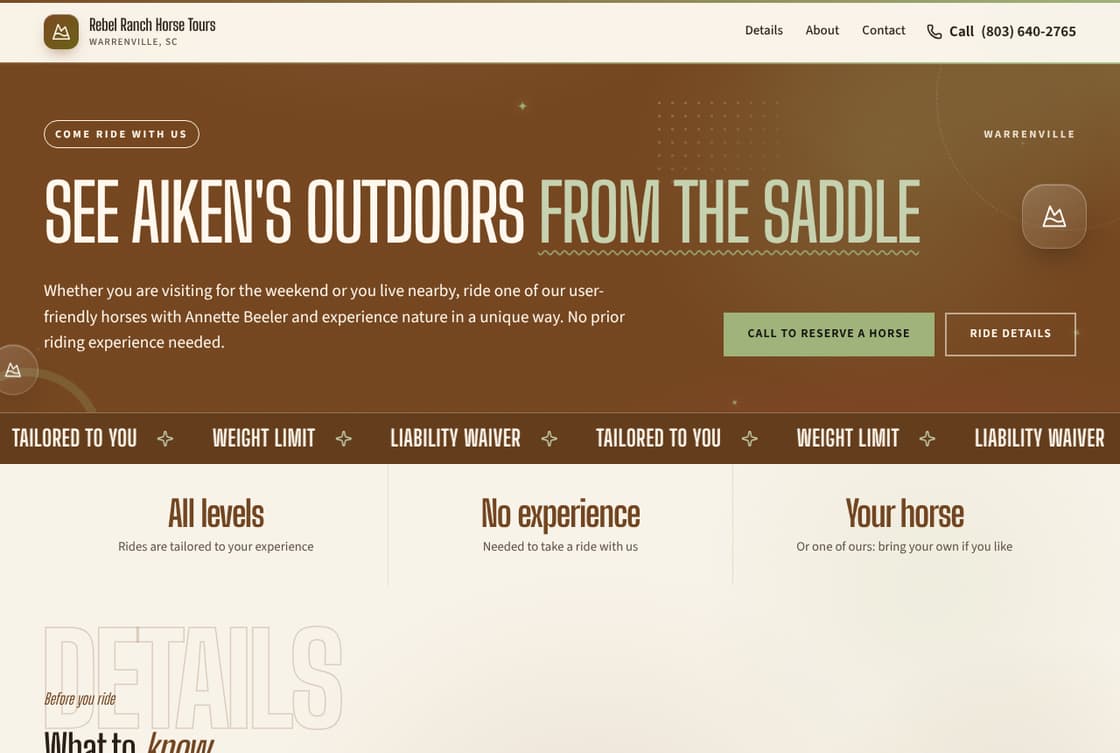 Rebel Ranch Horse Tours
WARRENVILLE, SC
Details About Contact Call (803) 640-2765
COME RIDE WITH US
WARRENVILLE
SEE AIKEN'S OUTDOORS FROM THE SADDLE
Whether you are visiting for the weekend or you live nearby, ride one of our user-
friendly horses with Annette Beeler and experience nature in a unique way. No prior
riding experience needed.
CALL TO RESERVE A HORSE RIDE DETAILS
TAILORED TO YOU WEIGHT LIMIT LIABILITY WAIVER TAILORED TO YOU WEIGHT LIMIT LIABILITY WAIVER
All levels
Rides are tailored to your experience
No experience
Needed to take a ride with us
Your horse
Or one of ours: bring your own if you like
DETAILS
Before you ride
What to know